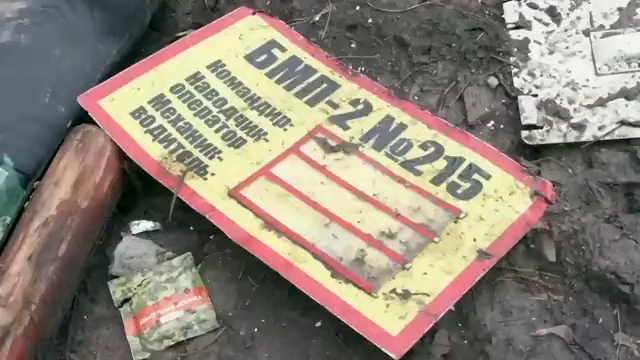 БМП-2 №215
Командир:
Наводчик-
оператор
Механик-
водитель.